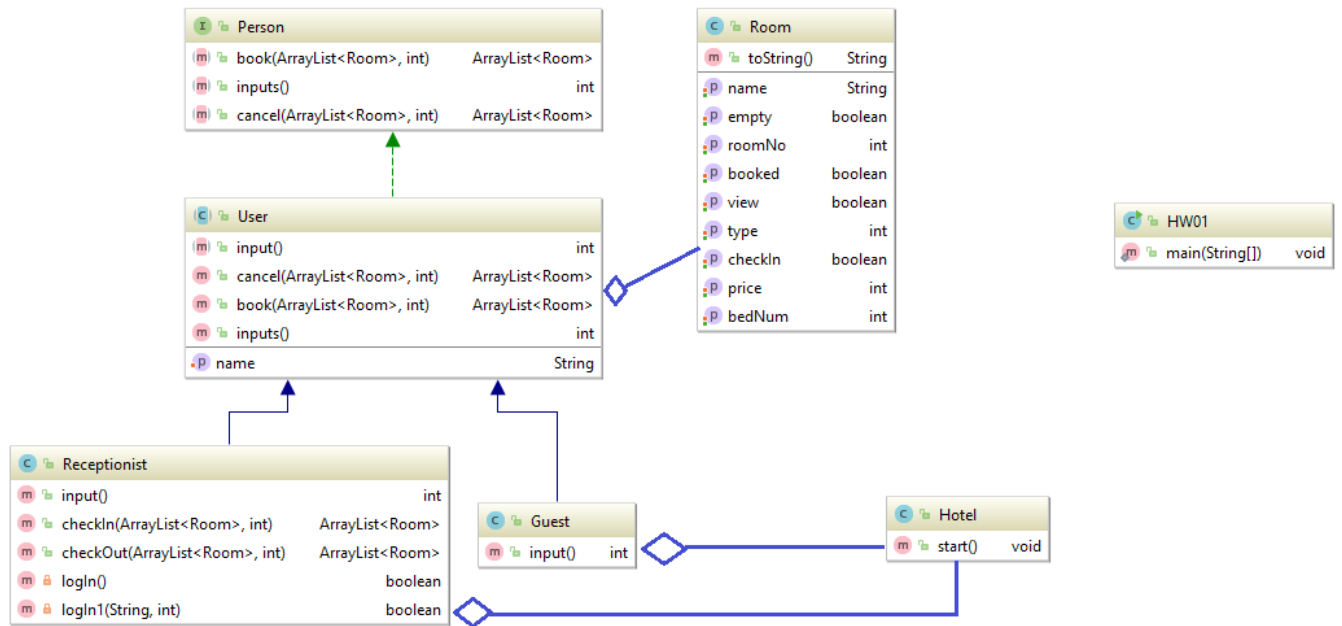 I Person
m book(ArrayList<Room>, int) ArrayList<Room>
m inputs() int
m cancel(ArrayList<Room>, int) ArrayList<Room>
C Room
m toString() String
p name String
p empty boolean
p roomNo int
p booked boolean
p view boolean
p type int
p checkIn boolean
p price int
p bedNum int
C HW01
m main(String[]) void
C User
m input() int
m cancel(ArrayList<Room>, int) ArrayList<Room>
m book(ArrayList<Room>, int) ArrayList<Room>
m inputs() int
p name String
C Receptionist
m input() int
m checkIn(ArrayList<Room>, int) ArrayList<Room>
m checkOut(ArrayList<Room>, int) ArrayList<Room>
m logIn() boolean
m logIn1(String, int) boolean
C Guest
m input() int
C Hotel
m start() void